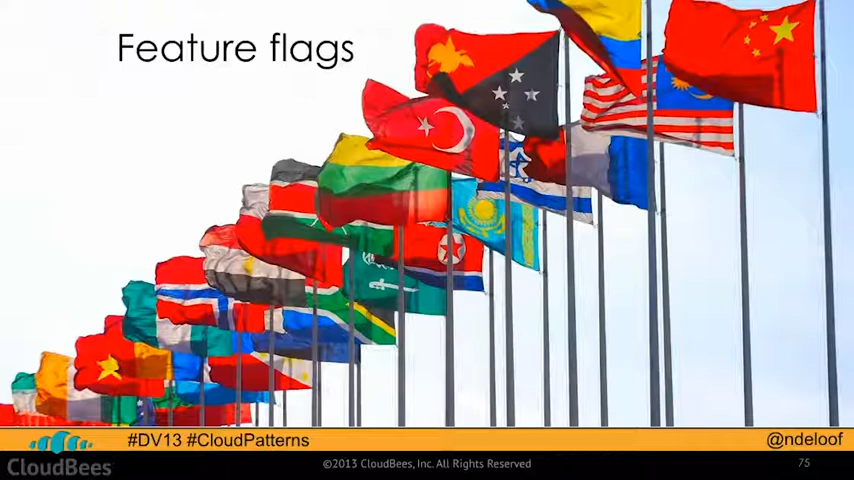 Feature flags
#DV13 #CloudPatterns
@ndeloof
CloudBees
©2013 CloudBees, Inc. All Rights Reserved
75